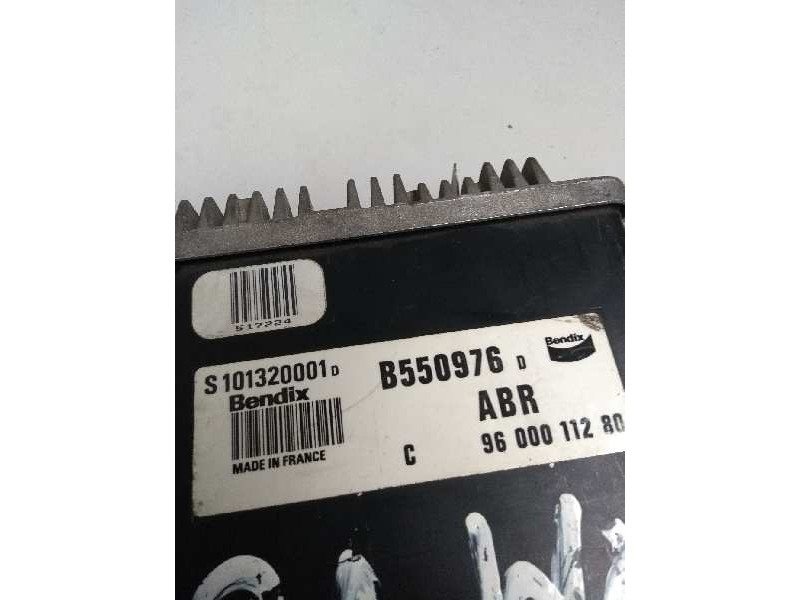 517224
S 101320001 D
B550976 D
Bendix
Bendix
ABR
MADE IN FRANCE
C
96 000 112 80